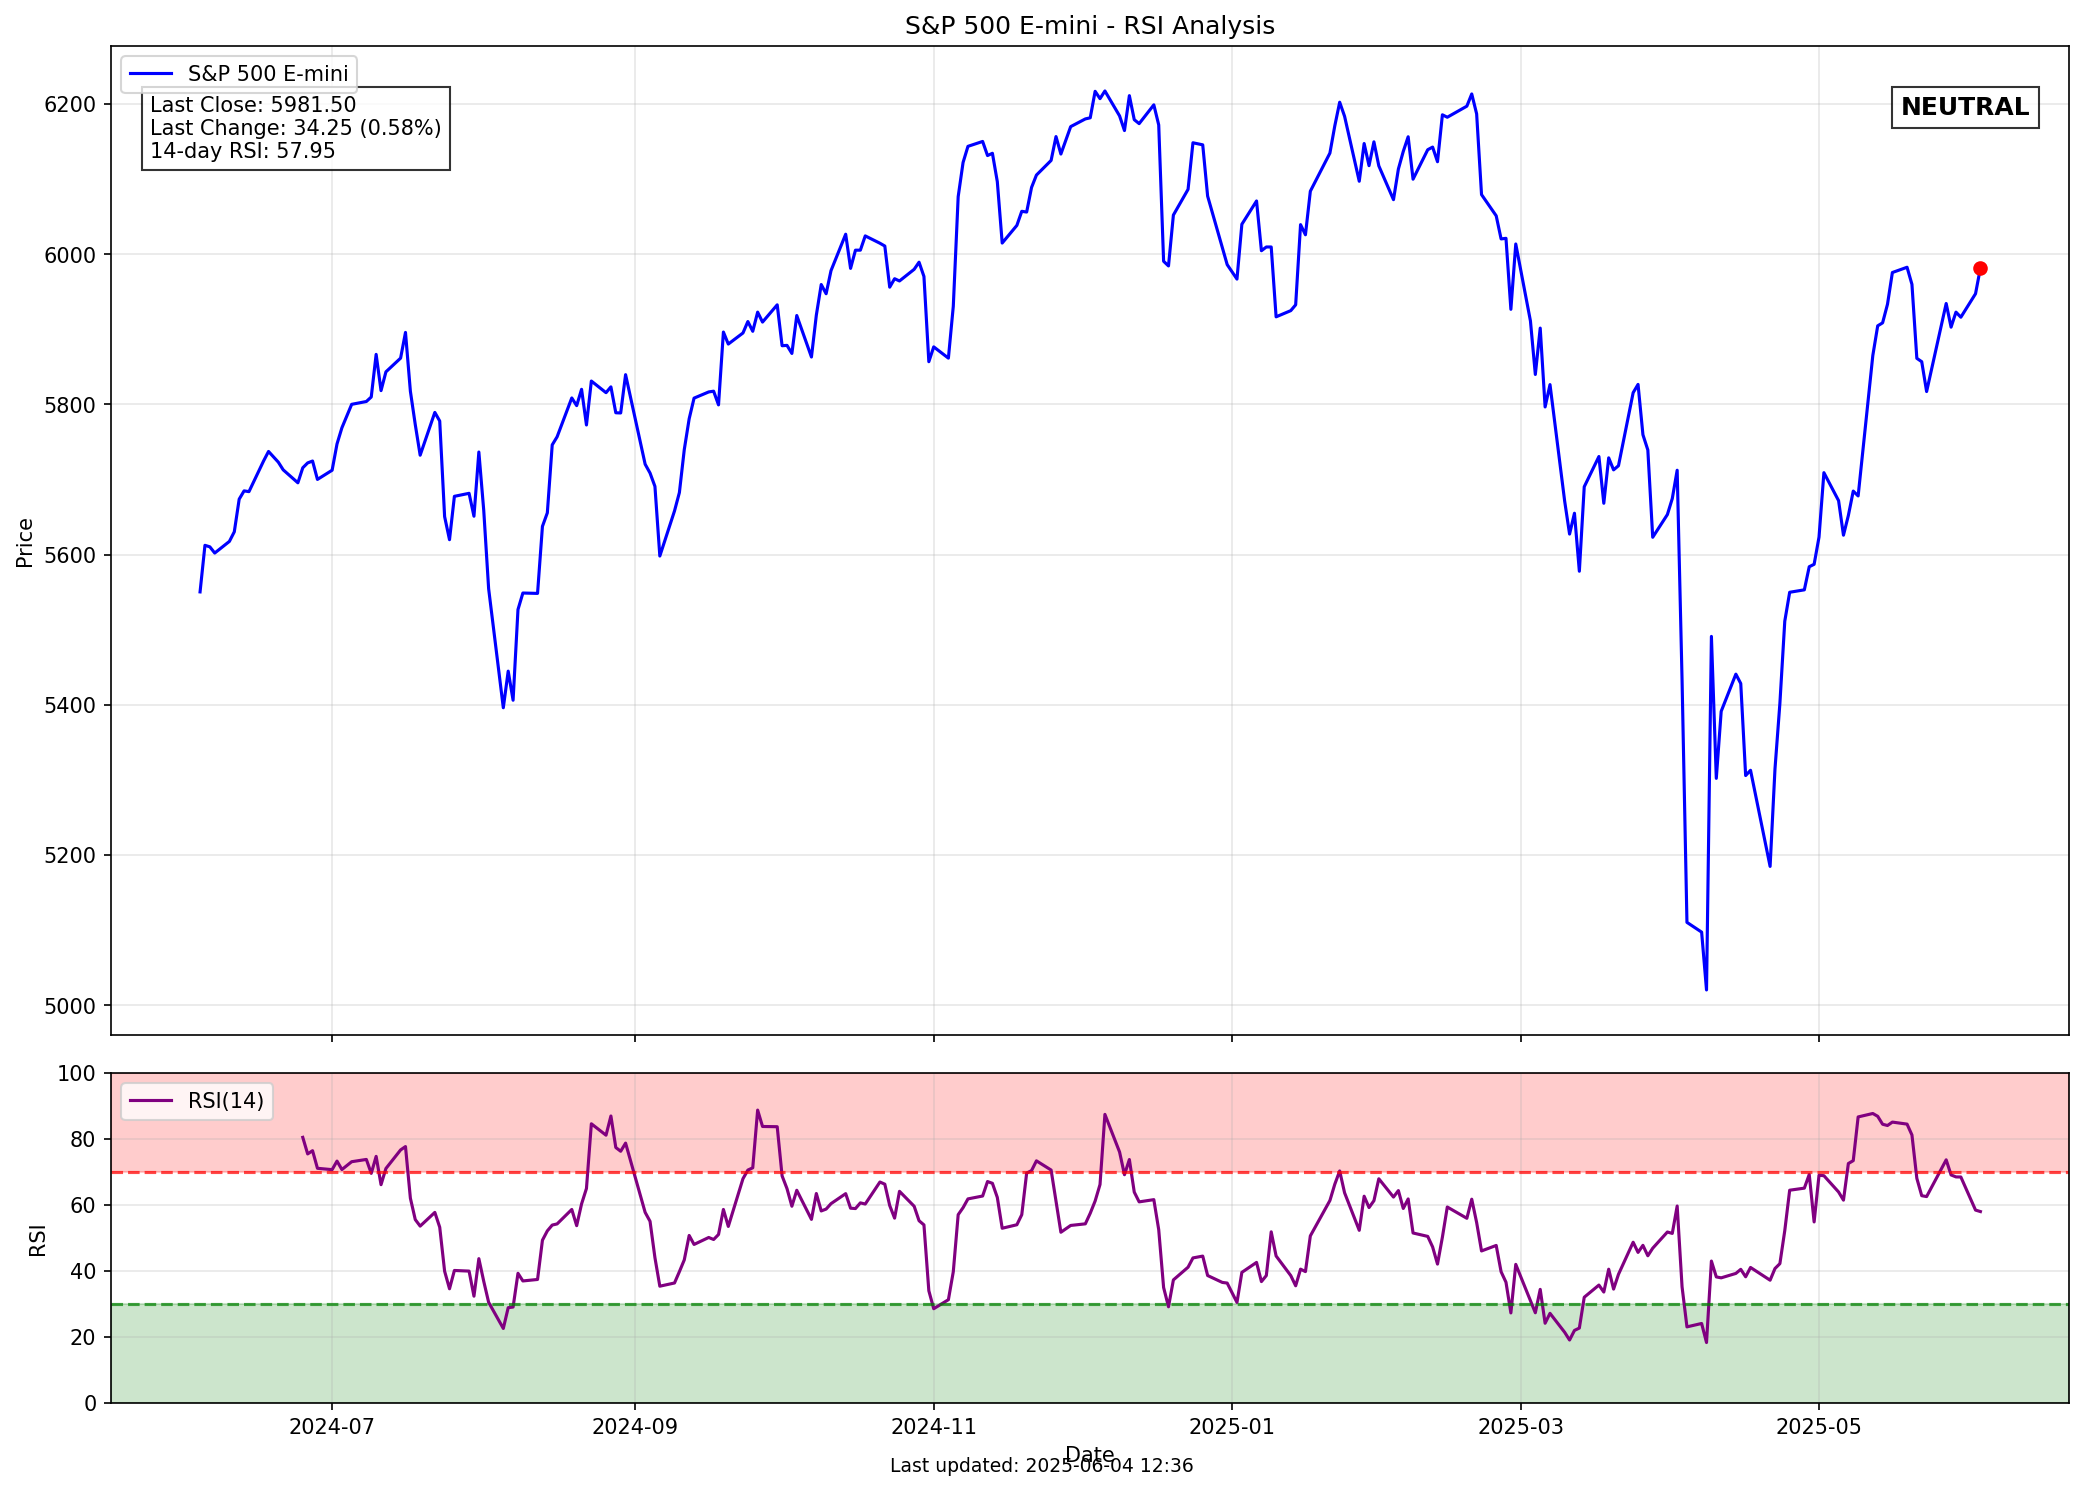 S&P 500 E-mini - RSI Analysis
S&P 500 E-mini
Last Close: 5981.50
Last Change: 34.25 (0.58%)
14-day RSI: 57.95
NEUTRAL
Price
6200
6000
5800
5600
5400
5200
5000
RSI
RSI(14)
100
80
60
40
20
0
2024-07
2024-09
2024-11
2025-01
2025-03
2025-05
Date
Last updated: 2025-06-04 12:36